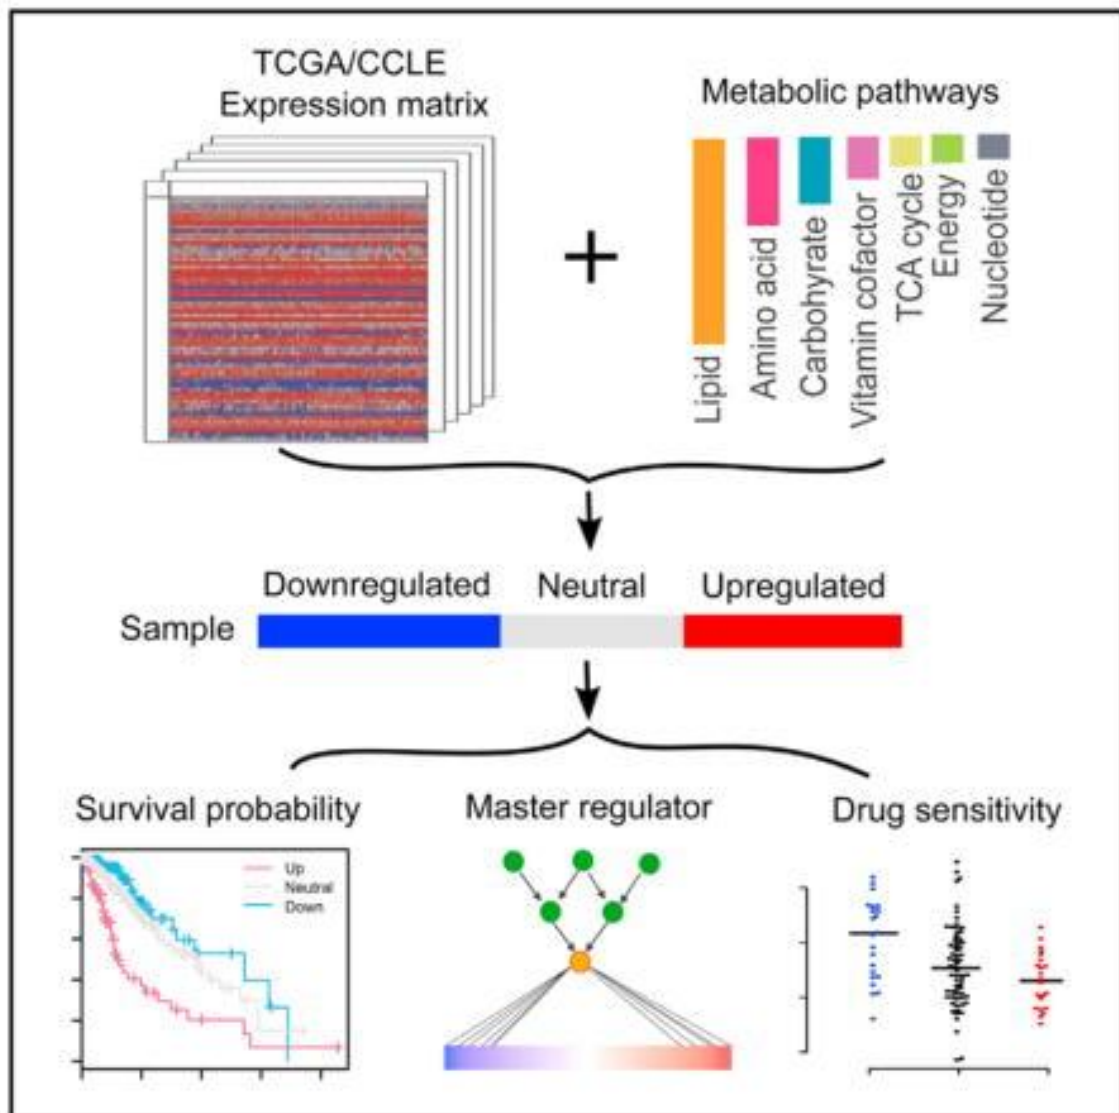 TCGA/CCLE
Expression matrix
Metabolic pathways
Lipid
Amino acid
Carbohyrate
Vitamin cofactor
TCA cycle
Energy
Nucleotide
Downregulated
Neutral
Upregulated
Sample
Survival probability
Master regulator
Drug sensitivity
Up
Neutral
Down